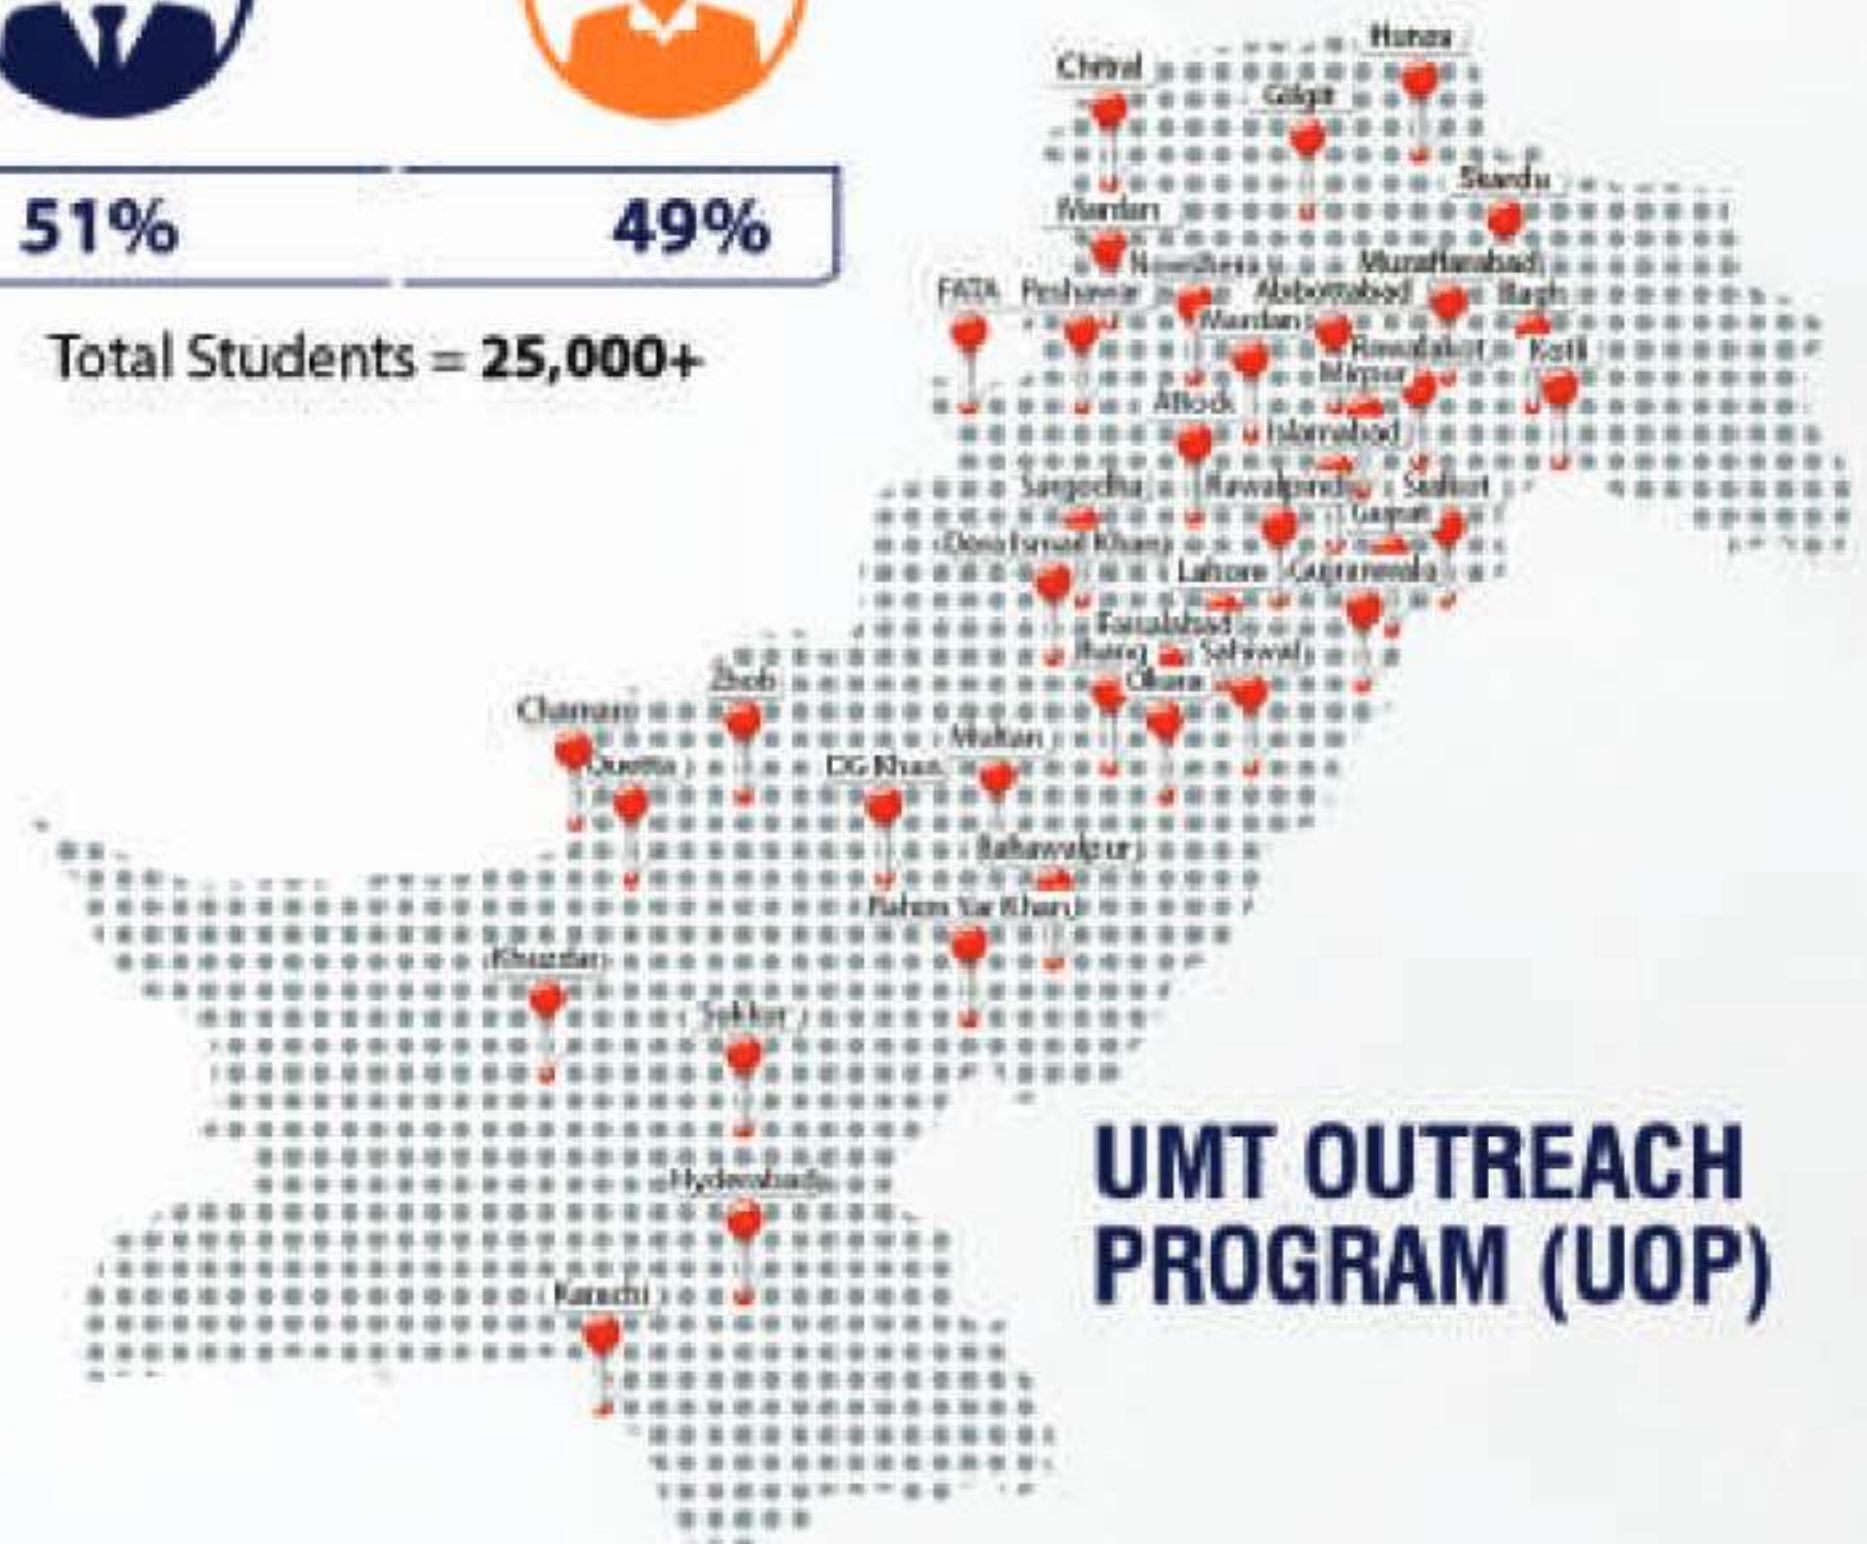 51%
49%
Total Students = 25,000+
Hunza
Chitral
Gilgit
Skardu
Mardan
Nowshera
Muzaffarabad
FATA
Peshawar
Abbottabad
Bagh
Mardan
Rawalakot
Kotli
Mirpur
Attock
Islamabad
Sargodha
Rawalpindi
Sialkot
Gujrat
Dera Ismail Khan
Lahore
Gujranwala
Faisalabad
Jhang
Sahiwal
Okara
Zhob
Chaman
Multan
Quetta
DG Khan
Bahawalpur
Rahim Yar Khan
Khuzdar
Sukkur
Hyderabad
Karachi
UMT OUTREACH
PROGRAM (UOP)